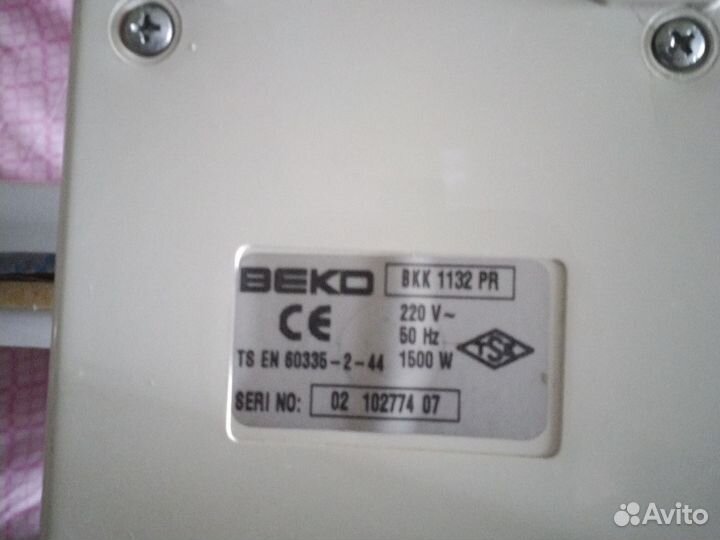 BEKO BKK 1132 PR
CE 220 V~
50 Hz
TS EN 60335-2-44 1500 W
TSE
SERI NO: 02 102774 07
Avito